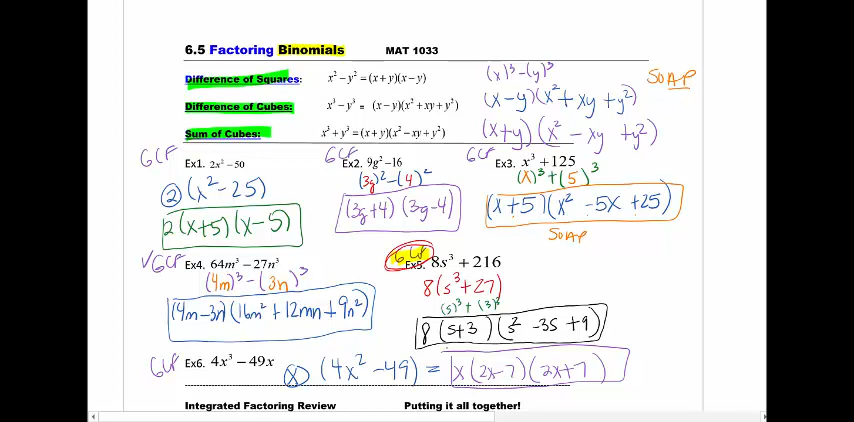 6.5 Factoring Binomials MAT 1033
Difference of Squares: x² – y² = (x+y)(x-y)
(x)³ - (y)³
SOAP
Difference of Cubes: x³ – y³ = (x – y)(x² + xy + y²)
(x-y)(x² + xy + y²)
Sum of Cubes: x³ + y³ = (x + y)(x² – xy + y²)
(x+y)(x² - xy + y²)
GCF
Ex1. 2x² – 50
2(x² - 25)
2(x+5)(x-5)
GCF
Ex2. 9g² –16
(3g)² - (4)²
(3g+4)(3g-4)
GCF
Ex3. x³ +125
(x)³ + (5)³
(x+5)(x² - 5x + 25)
SOAP
√GCF
Ex4. 64m³ – 27n³
(4m)³ - (3n)³
(4m-3n)(16m² + 12mn + 9n²)
GCF
Ex5. 8s³ + 216
8(s³ + 27)
(s)³ + (3)³
8(s+3)(s² - 3s + 9)
GCF Ex6. 4x³ – 49x
x(4x² - 49) = x(2x-7)(2x+7)
Integrated Factoring Review Putting it all together!